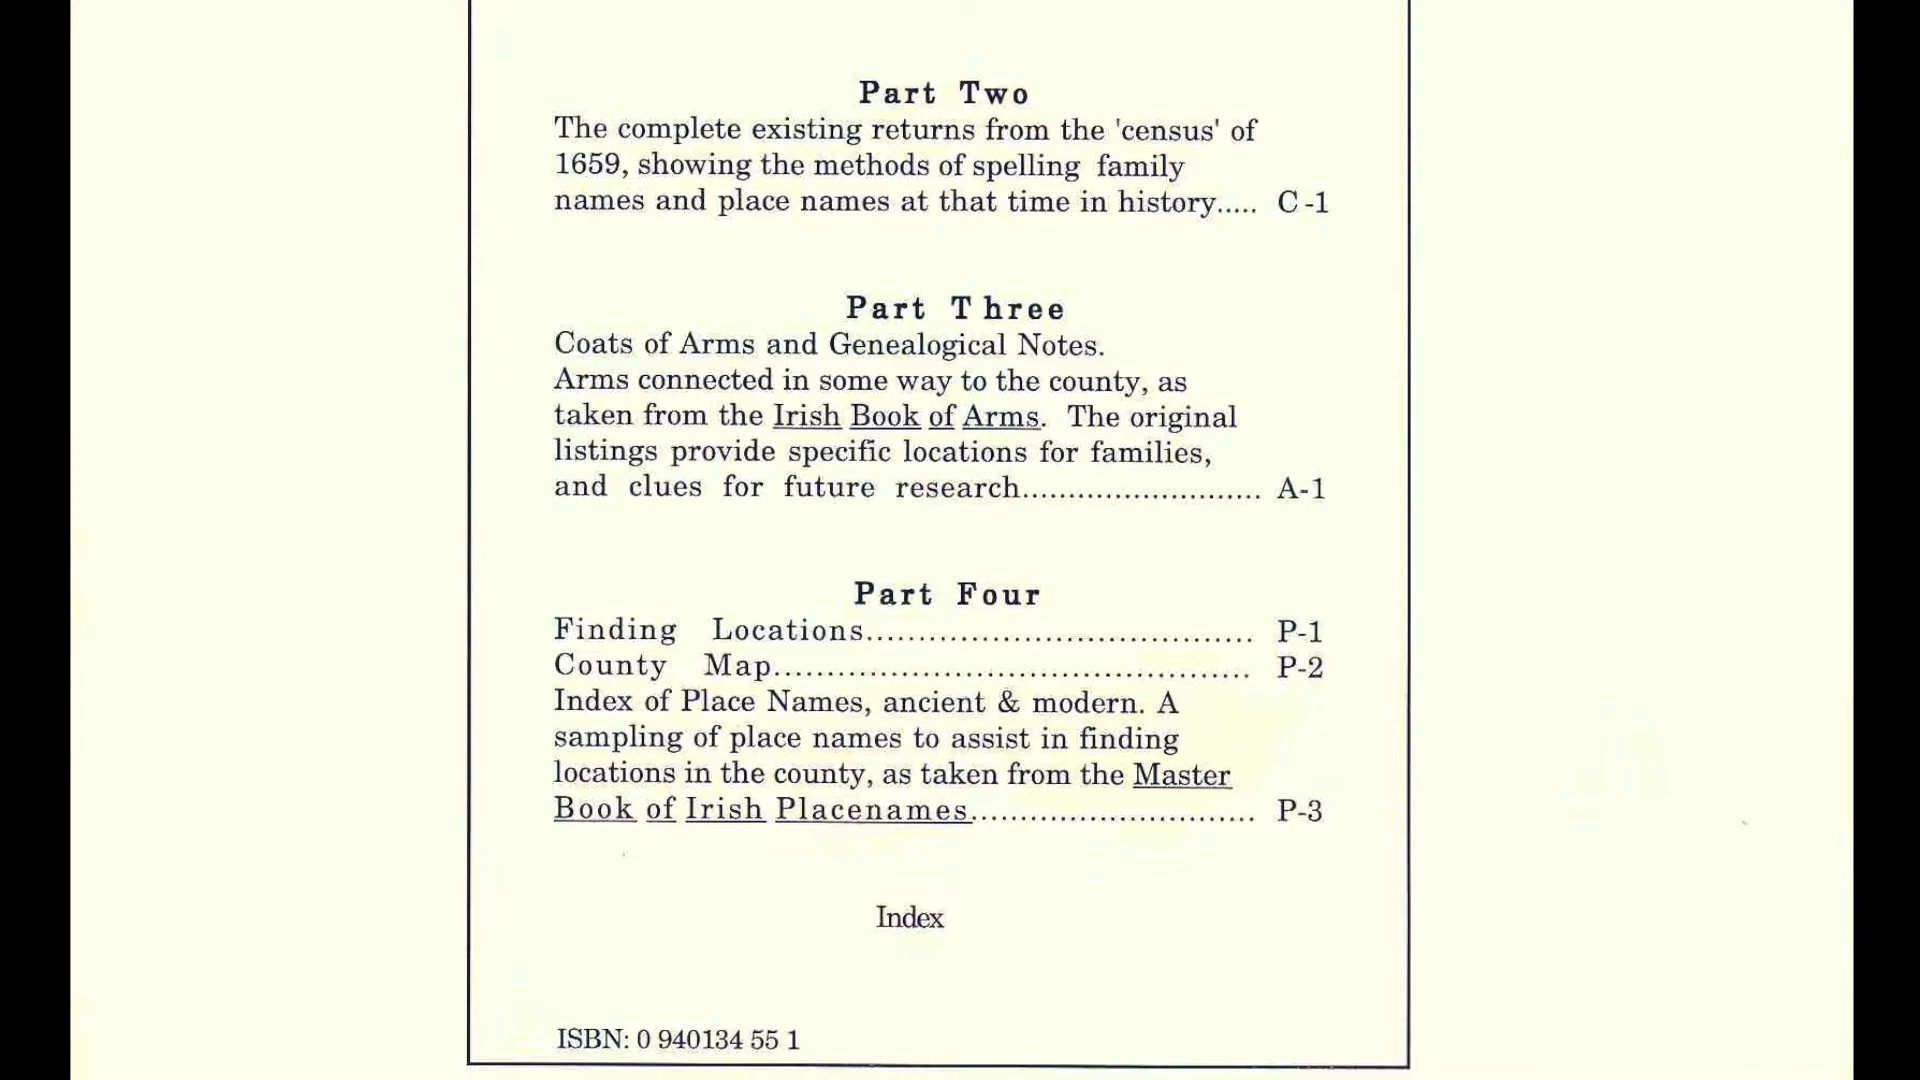 Part Two
The complete existing returns from the 'census' of
1659, showing the methods of spelling family
names and place names at that time in history..... C -1
Part Three
Coats of Arms and Genealogical Notes.
Arms connected in some way to the county, as
taken from the Irish Book of Arms. The original
listings provide specific locations for families,
and clues for future research.......................... A-1
Part Four
Finding Locations..................................... P-1
County Map.............................................. P-2
Index of Place Names, ancient & modern. A
sampling of place names to assist in finding
locations in the county, as taken from the Master
Book of Irish Placenames............................ P-3
Index
ISBN: 0 940134 55 1